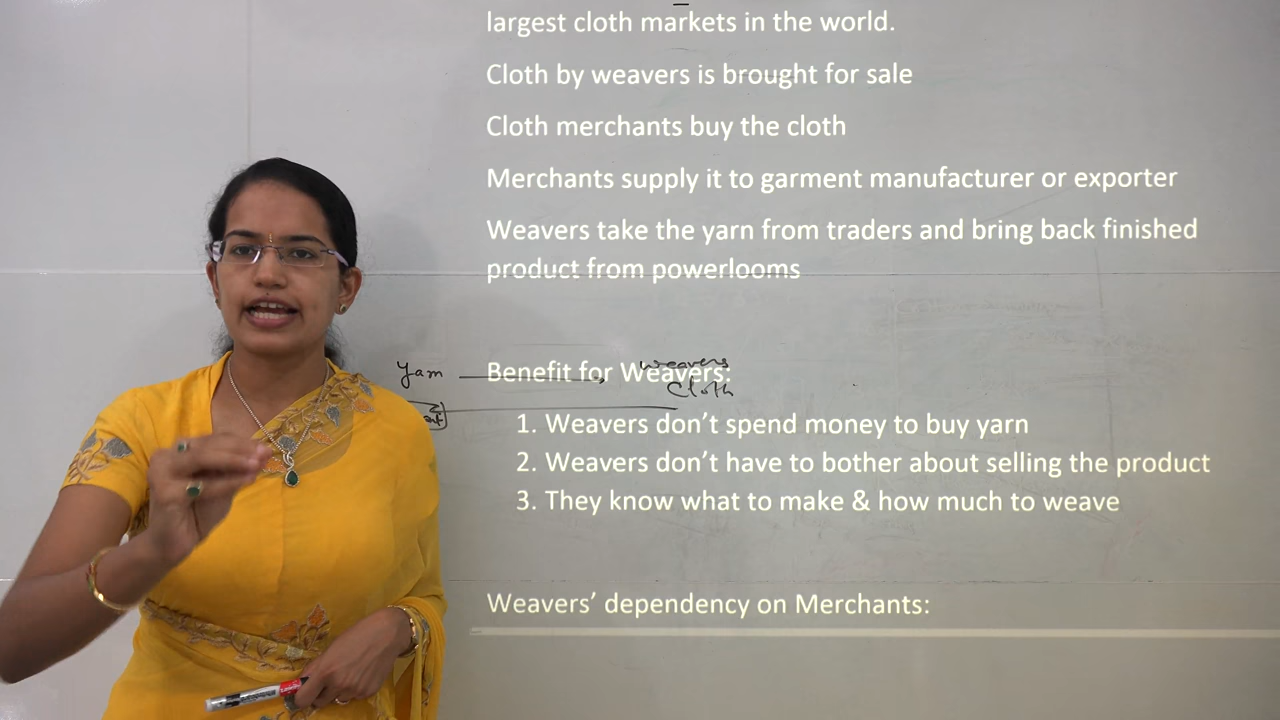 largest cloth markets in the world.
Cloth by weavers is brought for sale
Cloth merchants buy the cloth
Merchants supply it to garment manufacturer or exporter
Weavers take the yarn from traders and bring back finished
product from powerlooms
Yarn
weavers
Benefit for Weavers:
Cloth
1. Weavers don't spend money to buy yarn
2. Weavers don't have to bother about selling the product
3. They know what to make & how much to weave
Weavers' dependency on Merchants: